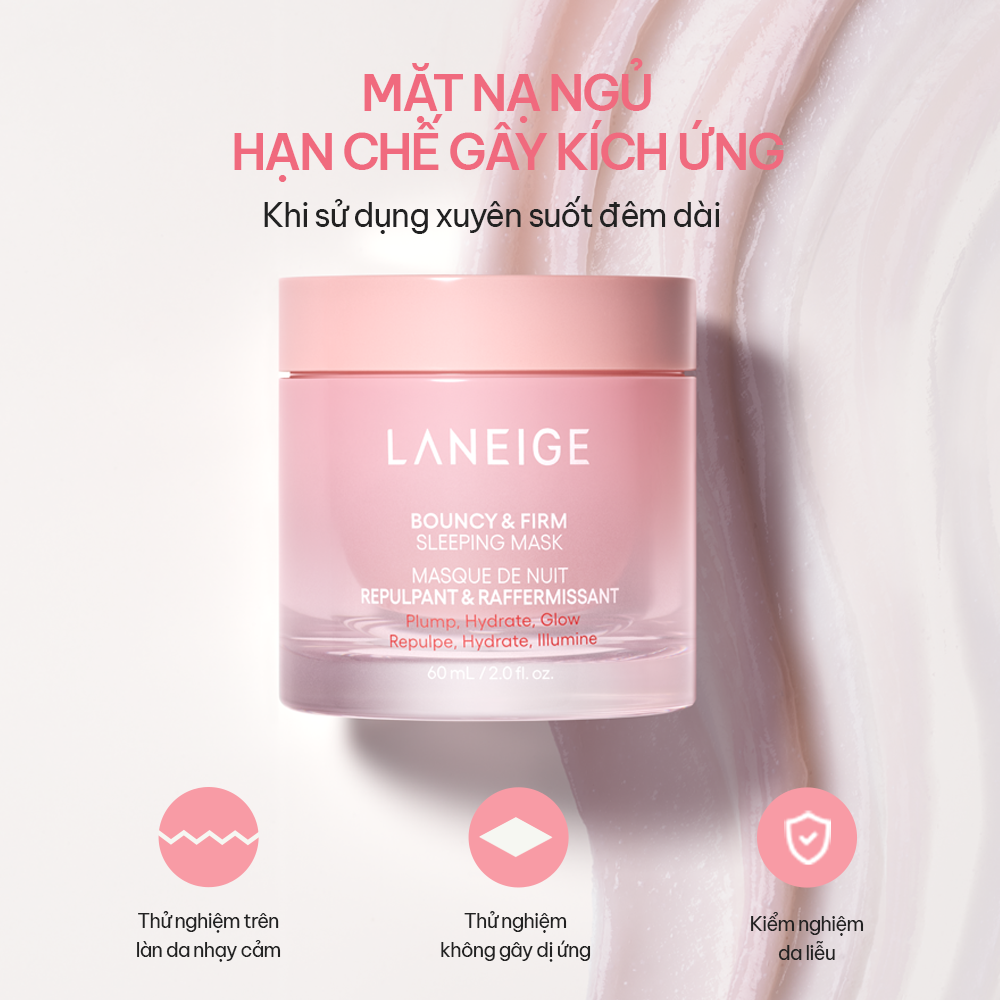 MẶT NẠ NGỦ
HẠN CHẾ GÂY KÍCH ỨNG
Khi sử dụng xuyên suốt đêm dài
LANEIGE
BOUNCY & FIRM
SLEEPING MASK
MASQUE DE NUIT
REPULPANT & RAFFERMISSANT
Plump, Hydrate, Glow
Repulpe, Hydrate, Illumine
60 mL / 2.0 fl. oz.
Thử nghiệm trên
làn da nhạy cảm
Thử nghiệm
không gây dị ứng
Kiểm nghiệm
da liễu